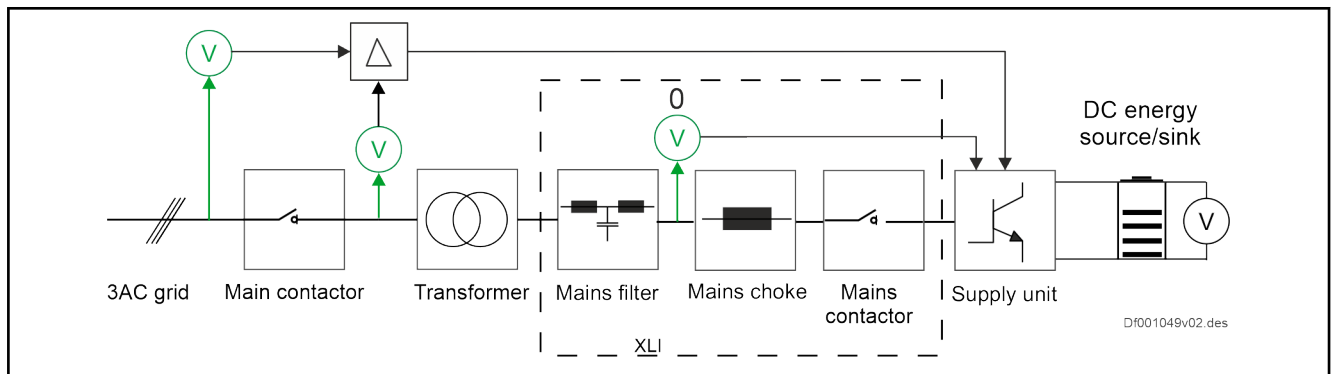 V
Δ
0
V
V
DC energy
source/sink
V
3AC grid
Main contactor
Transformer
Mains filter
Mains choke
Mains
contactor
Supply unit
XLI
Df001049v02.des